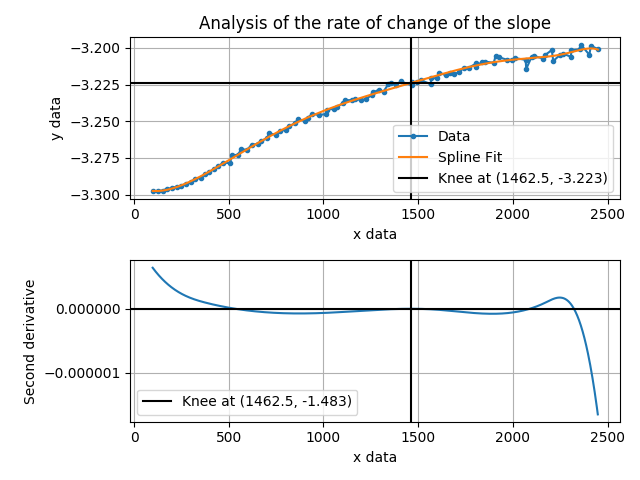 Analysis of the rate of change of the slope
−3.200
−3.225
−3.250
−3.275
−3.300
y data
Data
Spline Fit
Knee at (1462.5, -3.223)
0 500 1000 1500 2000 2500
x data
0.000000
−0.000001
Second derivative
Knee at (1462.5, -1.483)
0 500 1000 1500 2000 2500
x data